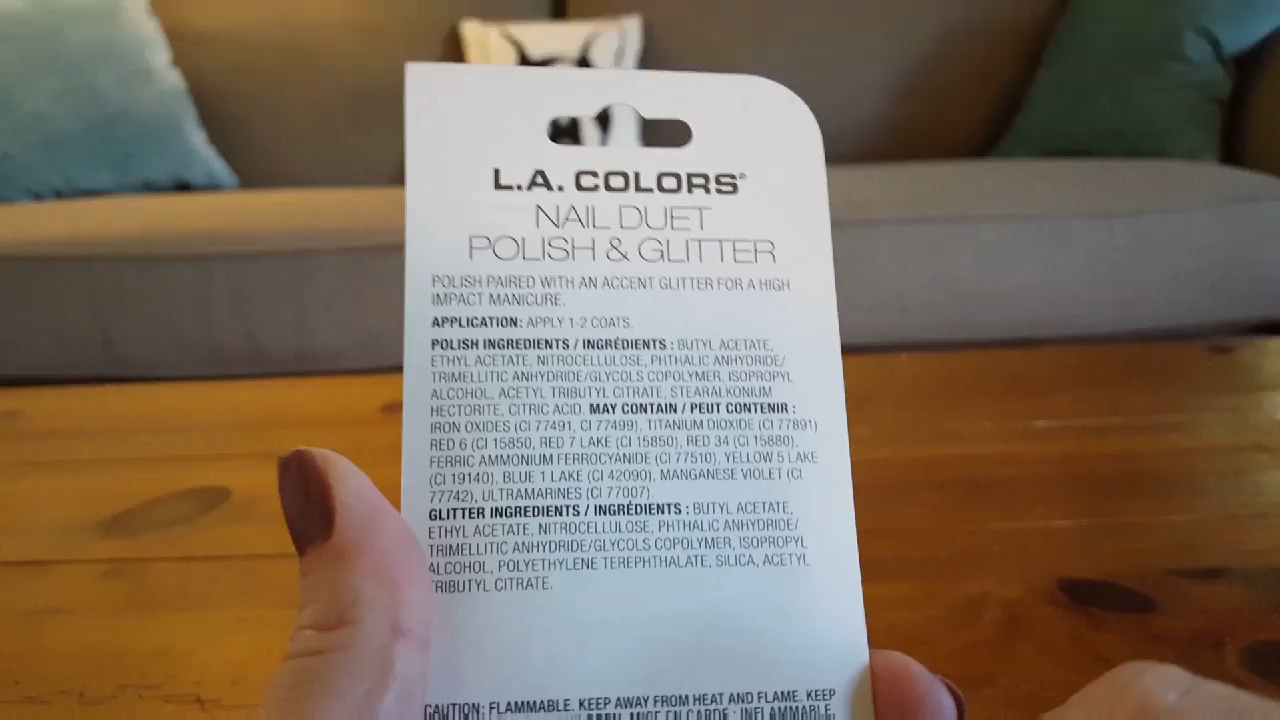 L.A. COLORS®
NAIL DUET
POLISH & GLITTER
POLISH PAIRED WITH AN ACCENT GLITTER FOR A HIGH
IMPACT MANICURE.
APPLICATION: APPLY 1-2 COATS.
POLISH INGREDIENTS / INGRÉDIENTS : BUTYL ACETATE,
ETHYL ACETATE, NITROCELLULOSE, PHTHALIC ANHYDRIDE/
TRIMELLITIC ANHYDRIDE/GLYCOLS COPOLYMER, ISOPROPYL
ALCOHOL, ACETYL TRIBUTYL CITRATE, STEARALKONIUM
HECTORITE, CITRIC ACID. MAY CONTAIN / PEUT CONTENIR :
IRON OXIDES (CI 77491, CI 77499), TITANIUM DIOXIDE (CI 77891)
RED 6 (CI 15850, RED 7 LAKE (CI 15850), RED 34 (CI 15880),
FERRIC AMMONIUM FERROCYANIDE (CI 77510), YELLOW 5 LAKE
(CI 19140), BLUE 1 LAKE (CI 42090), MANGANESE VIOLET (CI
77742), ULTRAMARINES (CI 77007).
GLITTER INGREDIENTS / INGRÉDIENTS : BUTYL ACETATE,
ETHYL ACETATE, NITROCELLULOSE, PHTHALIC ANHYDRIDE/
TRIMELLITIC ANHYDRIDE/GLYCOLS COPOLYMER, ISOPROPYL
ALCOHOL, POLYETHYLENE TEREPHTHALATE, SILICA, ACETYL
TRIBUTYL CITRATE.
CAUTION: FLAMMABLE. KEEP AWAY FROM HEAT AND FLAME. KEEP
MISE EN GARDE : INFLAMMABLE.